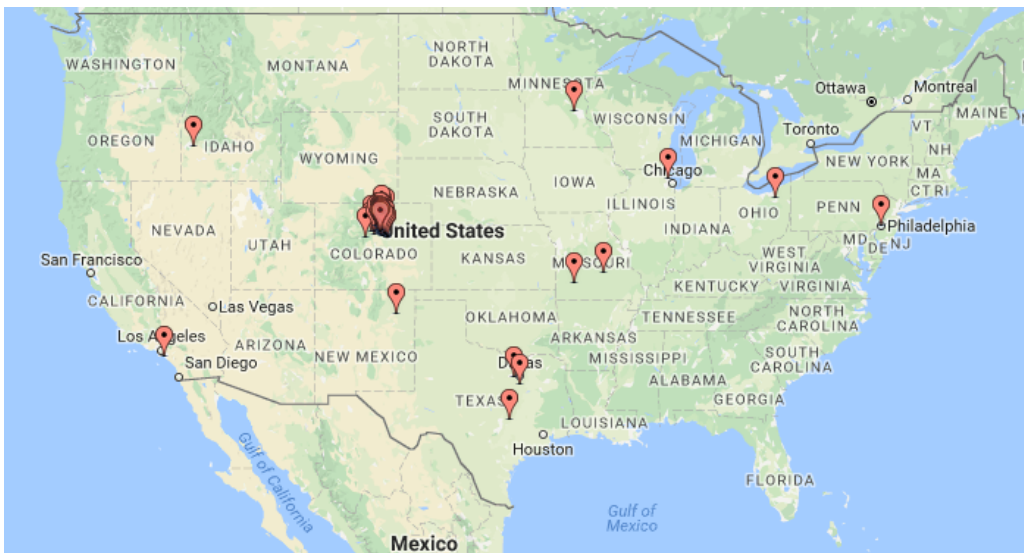 NORTH
DAKOTA
WASHINGTON
MONTANA
MINNESOTA
Ottawa
Montreal
MAINE
SOUTH
DAKOTA
WISCONSIN
Toronto
VT
OREGON
IDAHO
MICHIGAN
NH
WYOMING
NEW YORK
Chicago
MA
CT RI
IOWA
NEBRASKA
ILLINOIS
OHIO
PENN
Philadelphia
NEVADA
United States
INDIANA
MD
DE
NJ
UTAH
COLORADO
KANSAS
MISSOURI
WEST
VIRGINIA
San Francisco
KENTUCKY
VIRGINIA
CALIFORNIA
Las Vegas
OKLAHOMA
TENNESSEE
NORTH
CAROLINA
Los Angeles
ARIZONA
ARKANSAS
NEW MEXICO
Dallas
MISSISSIPPI
SOUTH
CAROLINA
San Diego
ALABAMA
TEXAS
GEORGIA
LOUISIANA
Houston
Gulf of
California
FLORIDA
Gulf of
Mexico
Mexico